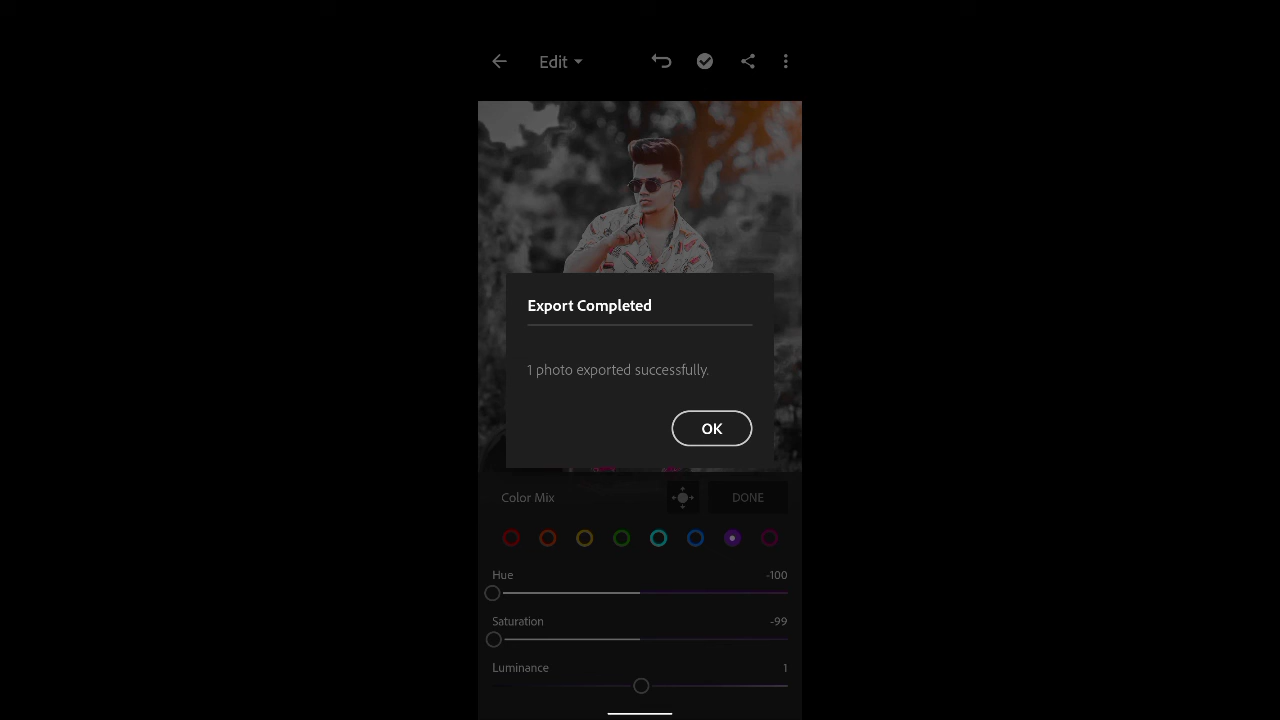 Edit
Export Completed
1 photo exported successfully.
OK
Color Mix
DONE
Hue -100
Saturation -99
Luminance 1